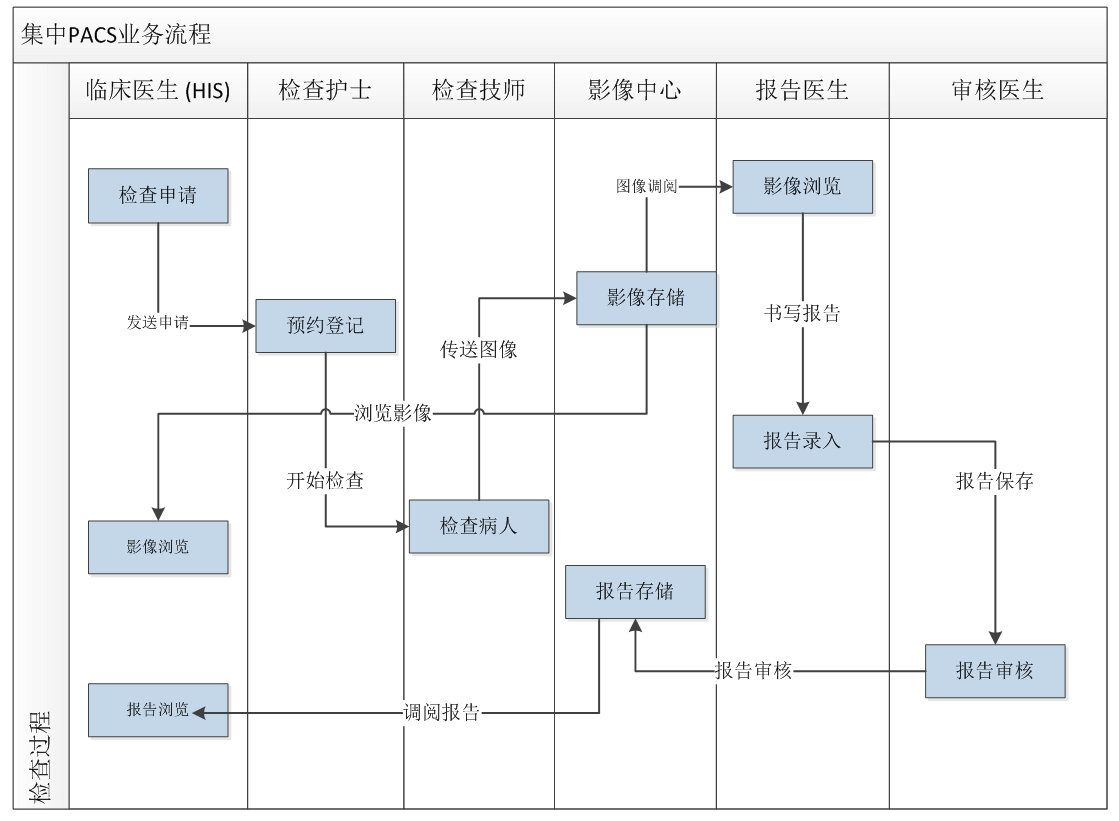 集中PACS业务流程
临床医生 (HIS)
检查护士
检查技师
影像中心
报告医生
审核医生
检查过程
检查申请
图像调阅
影像浏览
发送申请
预约登记
影像存储
书写报告
传送图像
浏览影像
报告录入
开始检查
报告保存
检查病人
影像浏览
报告存储
报告审核
报告审核
报告浏览
调阅报告